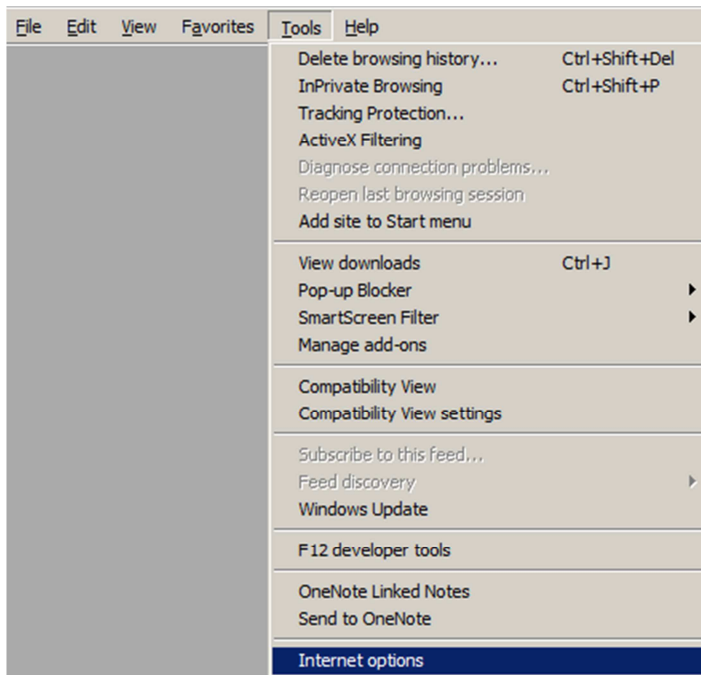 File Edit View Favorites Tools Help
Delete browsing history... Ctrl+Shift+Del
InPrivate Browsing Ctrl+Shift+P
Tracking Protection...
ActiveX Filtering
Diagnose connection problems...
Reopen last browsing session
Add site to Start menu
View downloads Ctrl+J
Pop-up Blocker
SmartScreen Filter
Manage add-ons
Compatibility View
Compatibility View settings
Subscribe to this feed...
Feed discovery
Windows Update
F12 developer tools
OneNote Linked Notes
Send to OneNote
Internet options